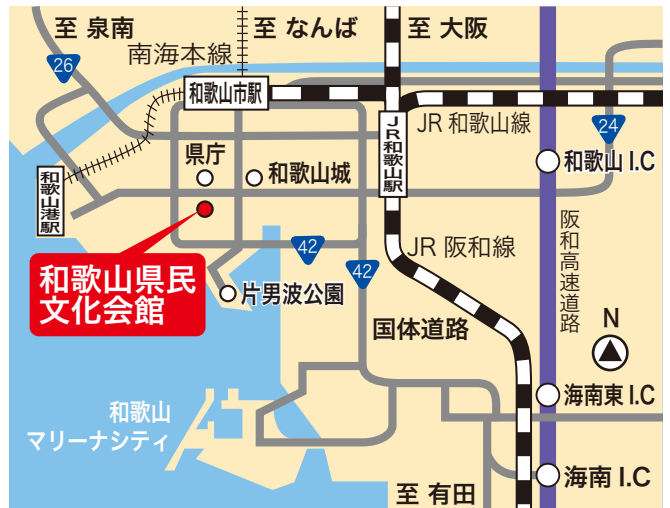 至 泉南
至 なんば
至 大阪
南海本線
26
和歌山市駅
JR 和歌山線
24
JR和歌山駅
県庁
和歌山城
和歌山 I.C
和歌山港駅
阪和高速道路
42
JR 阪和線
和歌山県民
文化会館
42
片男波公園
国体道路
N
海南東 I.C
和歌山
マリーナシティ
海南 I.C
至 有田